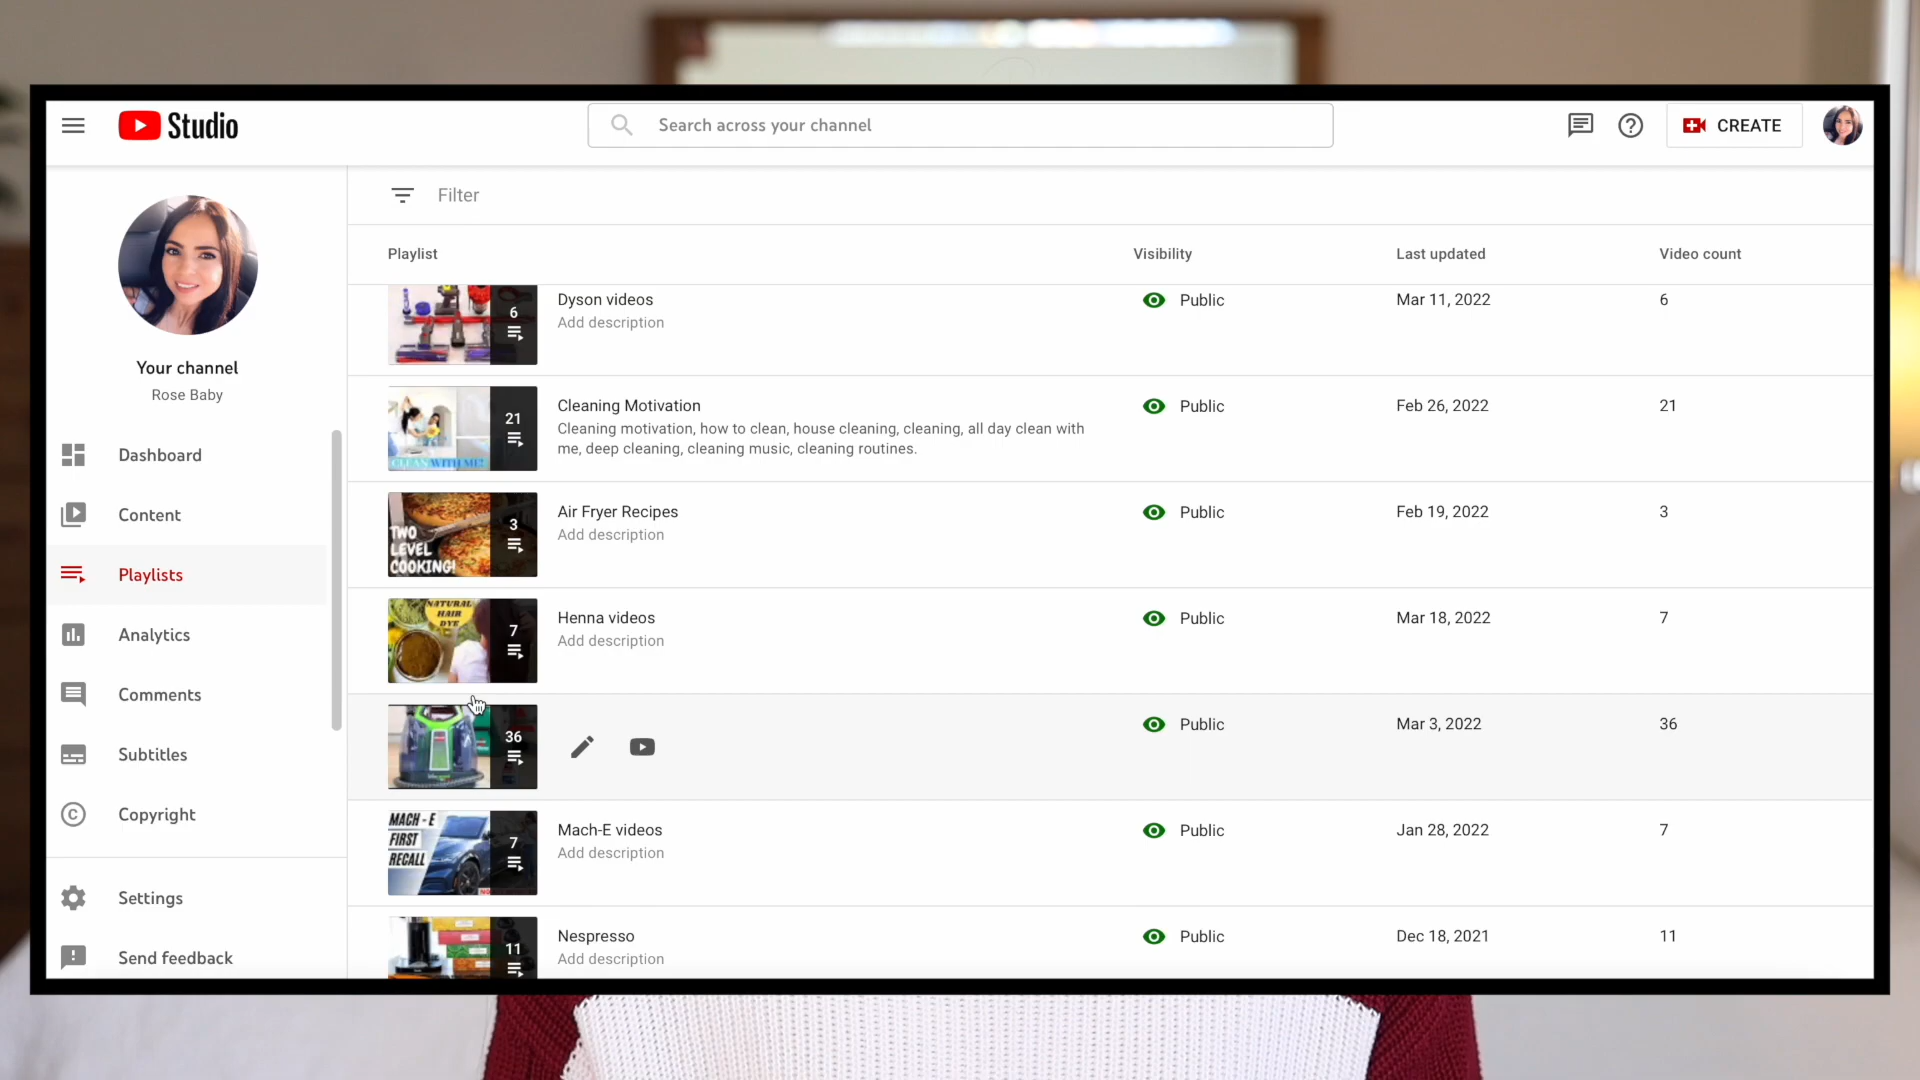 Studio
Search across your channel
CREATE
Filter
Your channel
Rose Baby
Dashboard
Content
Playlists
Analytics
Comments
Subtitles
Copyright
Settings
Send feedback
Playlist Visibility Last updated Video count
6
Dyson videos
Add description
Public
Mar 11, 2022
6
CLEAN WITH ME!
21
Cleaning Motivation
Cleaning motivation, how to clean, house cleaning, cleaning, all day clean with
me, deep cleaning, cleaning music, cleaning routines.
Public
Feb 26, 2022
21
TWO
LEVEL
COOKING!
3
Air Fryer Recipes
Add description
Public
Feb 19, 2022
3
NATURAL
HAIR
DYE
7
Henna videos
Add description
Public
Mar 18, 2022
7
36
Public
Mar 3, 2022
36
MACH - E
FIRST
RECALL
7
Mach-E videos
Add description
Public
Jan 28, 2022
7
11
Nespresso
Add description
Public
Dec 18, 2021
11